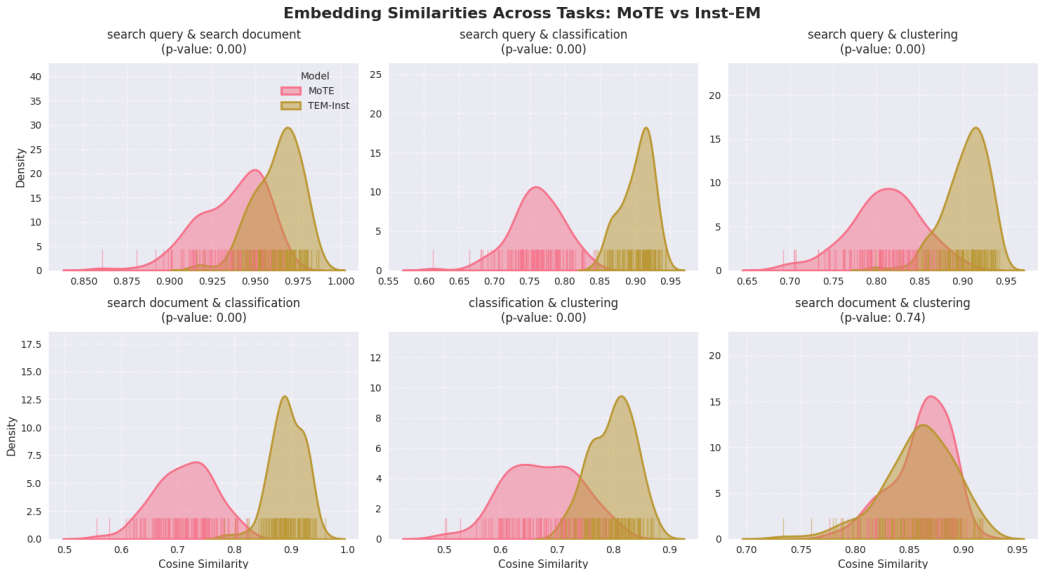 Embedding Similarities Across Tasks: MoTE vs Inst-EM
search query & search document
(p-value: 0.00)
search query & classification
(p-value: 0.00)
search query & clustering
(p-value: 0.00)
Density
40
35
30
25
20
15
10
5
0
Model
MoTE
TEM-Inst
0.850 0.875 0.900 0.925 0.950 0.975 1.000
25
20
15
10
5
0
0.55 0.60 0.65 0.70 0.75 0.80 0.85 0.90 0.95
20
15
10
5
0
0.65 0.70 0.75 0.80 0.85 0.90 0.95
search document & classification
(p-value: 0.00)
classification & clustering
(p-value: 0.00)
search document & clustering
(p-value: 0.74)
Density
17.5
15.0
12.5
10.0
7.5
5.0
2.5
0.0
0.5 0.6 0.7 0.8 0.9 1.0
Cosine Similarity
12
10
8
6
4
2
0
0.5 0.6 0.7 0.8 0.9
Cosine Similarity
20
15
10
5
0
0.70 0.75 0.80 0.85 0.90 0.95
Cosine Similarity